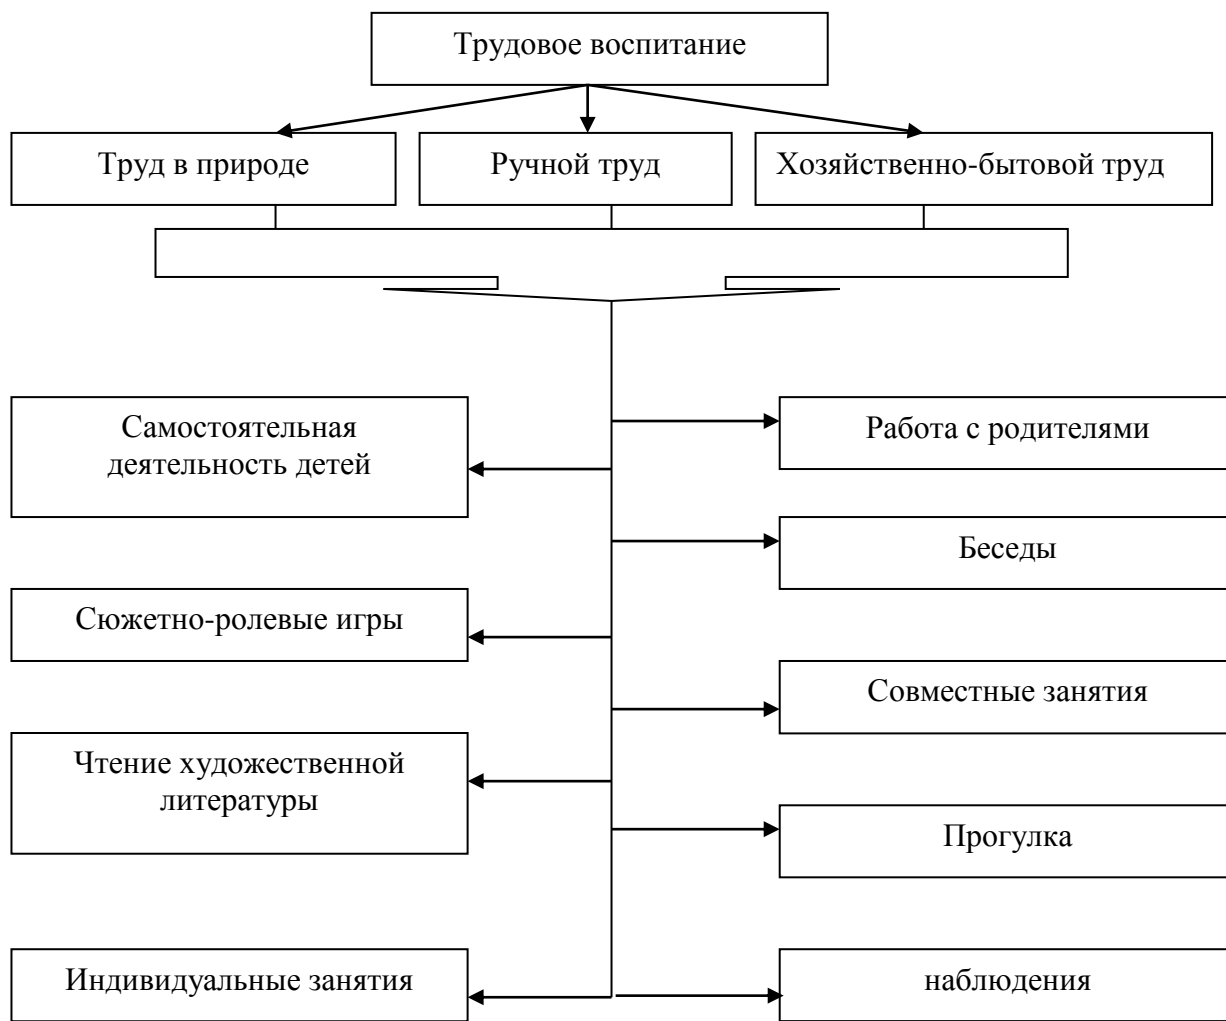 Трудовое воспитание
Труд в природе
Ручной труд
Хозяйственно-бытовой труд
Самостоятельная
деятельность детей
Работа с родителями
Беседы
Сюжетно-ролевые игры
Совместные занятия
Чтение художественной
литературы
Прогулка
Индивидуальные занятия
наблюдения